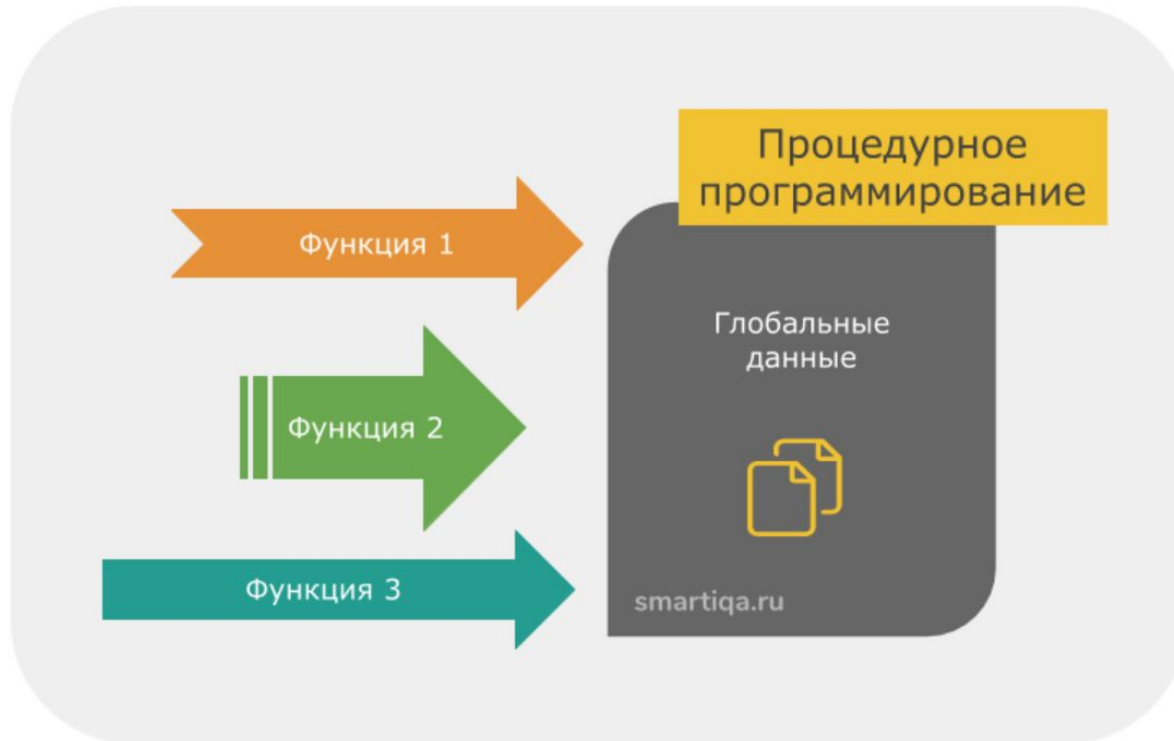 Процедурное
программирование
Функция 1
Глобальные
данные
Функция 2
Функция 3
smartiqa.ru